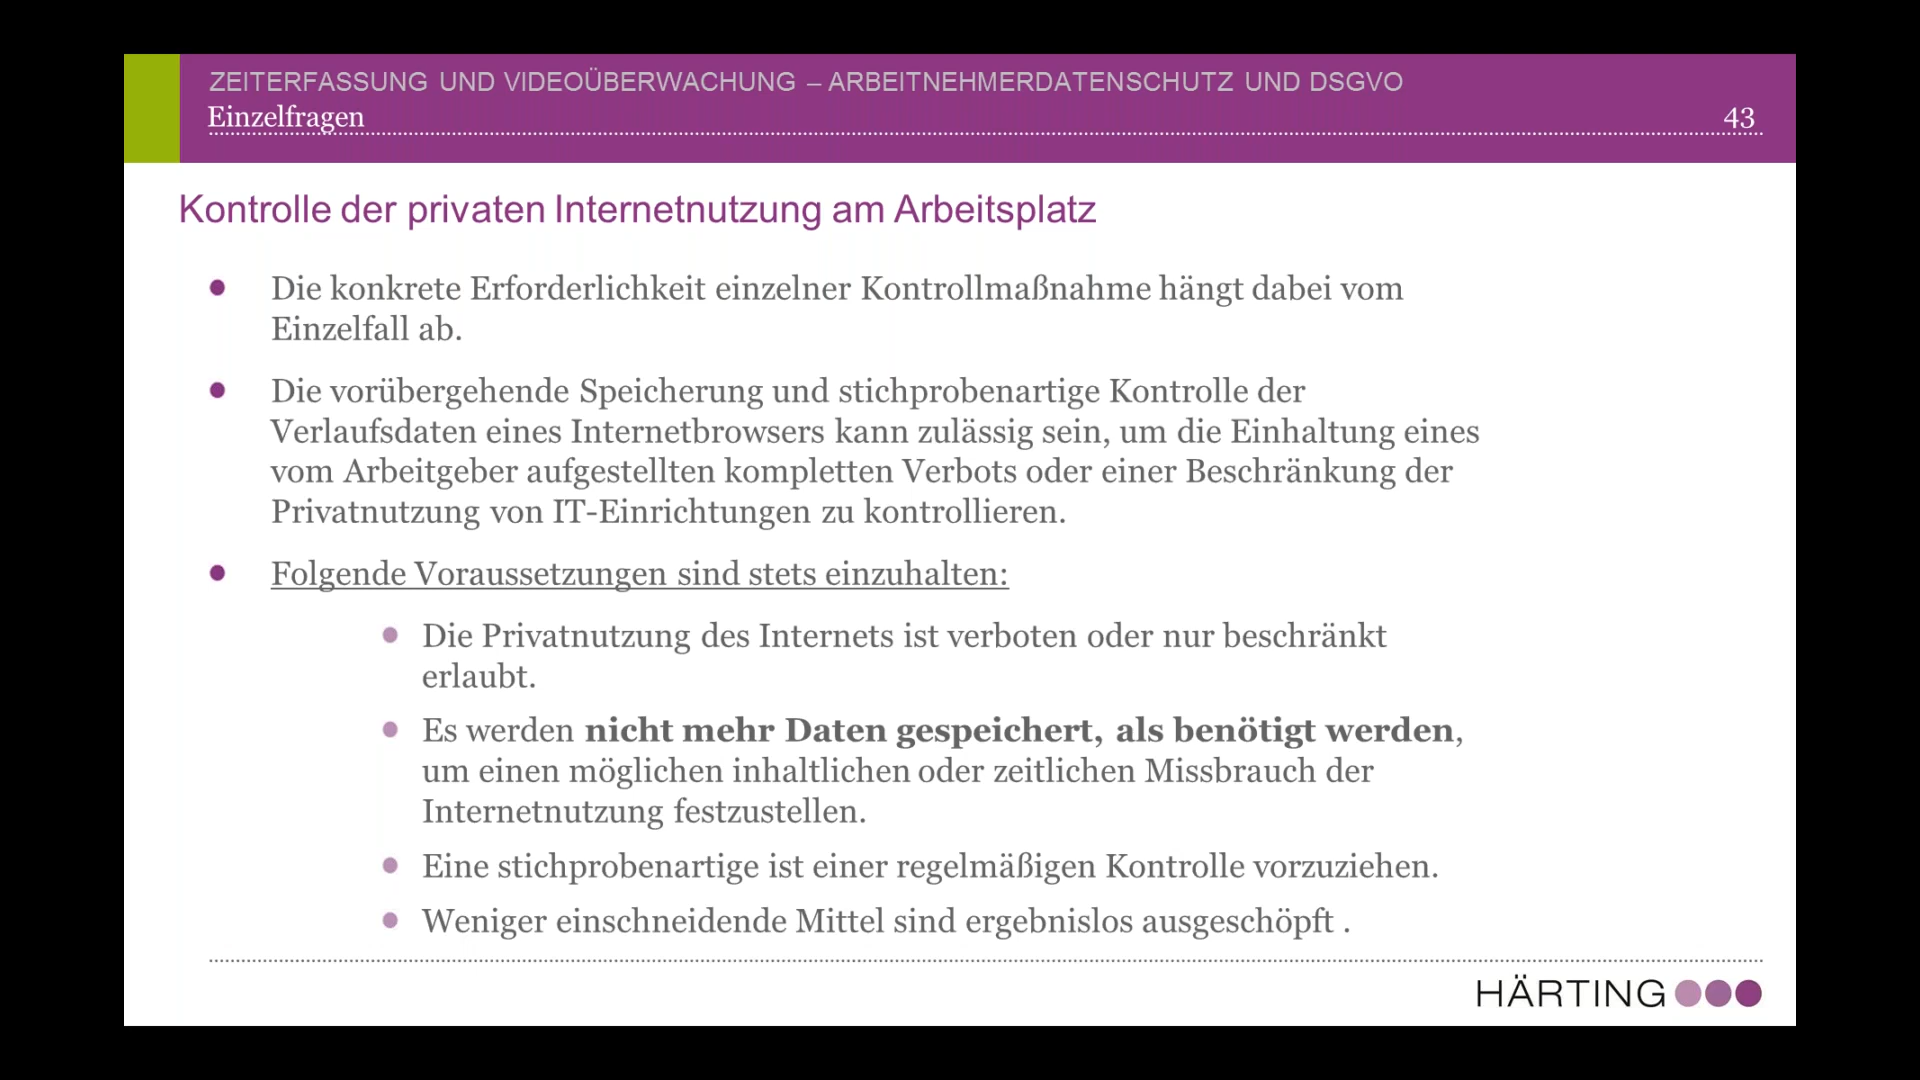 ZEITERFASSUNG UND VIDEOÜBERWACHUNG – ARBEITNEHMERDATENSCHUTZ UND DSGVO
Einzelfragen
43
Kontrolle der privaten Internetnutzung am Arbeitsplatz
Die konkrete Erforderlichkeit einzelner Kontrollmaßnahme hängt dabei vom
Einzelfall ab.
Die vorübergehende Speicherung und stichprobenartige Kontrolle der
Verlaufsdaten eines Internetbrowsers kann zulässig sein, um die Einhaltung eines
vom Arbeitgeber aufgestellten kompletten Verbots oder einer Beschränkung der
Privatnutzung von IT-Einrichtungen zu kontrollieren.
Folgende Voraussetzungen sind stets einzuhalten:
Die Privatnutzung des Internets ist verboten oder nur beschränkt
erlaubt.
Es werden nicht mehr Daten gespeichert, als benötigt werden,
um einen möglichen inhaltlichen oder zeitlichen Missbrauch der
Internetnutzung festzustellen.
Eine stichprobenartige ist einer regelmäßigen Kontrolle vorzuziehen.
Weniger einschneidende Mittel sind ergebnislos ausgeschöpft .
HÄRTING